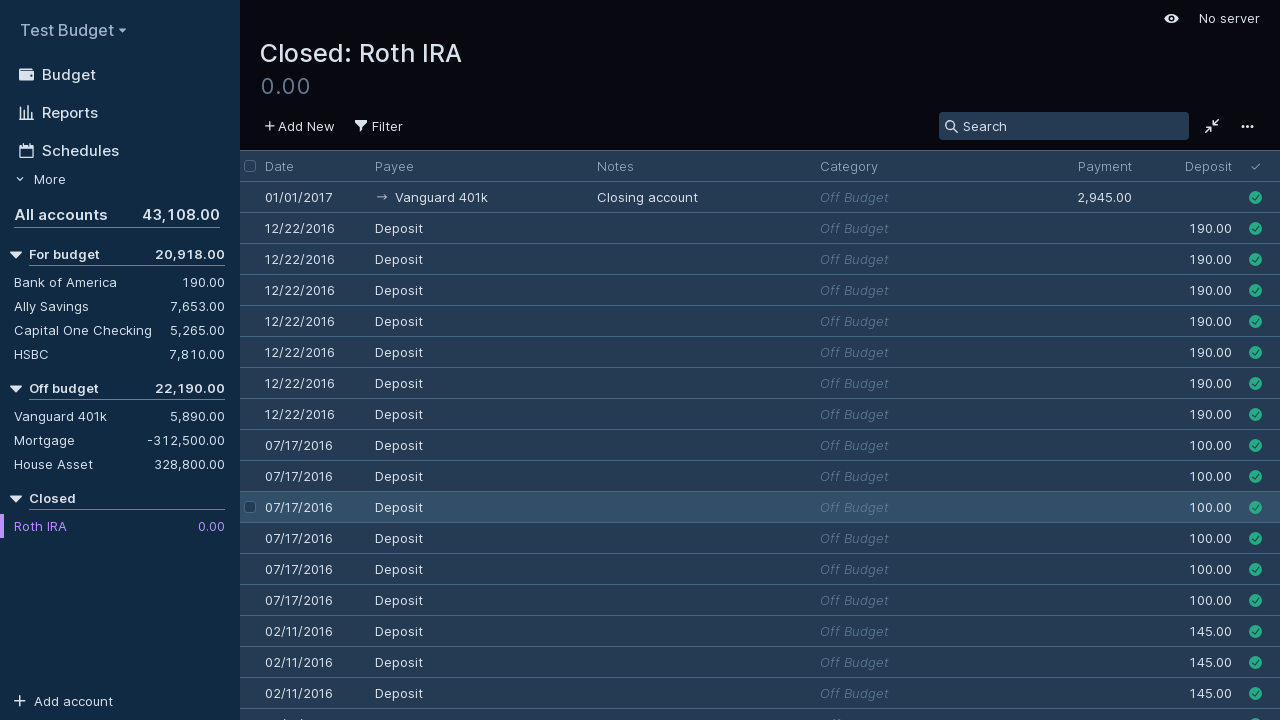 Test Budget
Budget
Reports
Schedules
More
All accounts 43,108.00
For budget 20,918.00
Bank of America 190.00
Ally Savings 7,653.00
Capital One Checking 5,265.00
HSBC 7,810.00
Off budget 22,190.00
Vanguard 401k 5,890.00
Mortgage -312,500.00
House Asset 328,800.00
Closed
Roth IRA 0.00
Add account
No server
Closed: Roth IRA
0.00
Add New Filter Search
Date Payee Notes Category Payment Deposit
01/01/2017 → Vanguard 401k Closing account Off Budget 2,945.00
12/22/2016 Deposit Off Budget 190.00
12/22/2016 Deposit Off Budget 190.00
12/22/2016 Deposit Off Budget 190.00
12/22/2016 Deposit Off Budget 190.00
12/22/2016 Deposit Off Budget 190.00
12/22/2016 Deposit Off Budget 190.00
12/22/2016 Deposit Off Budget 190.00
07/17/2016 Deposit Off Budget 100.00
07/17/2016 Deposit Off Budget 100.00
07/17/2016 Deposit Off Budget 100.00
07/17/2016 Deposit Off Budget 100.00
07/17/2016 Deposit Off Budget 100.00
07/17/2016 Deposit Off Budget 100.00
02/11/2016 Deposit Off Budget 145.00
02/11/2016 Deposit Off Budget 145.00
02/11/2016 Deposit Off Budget 145.00